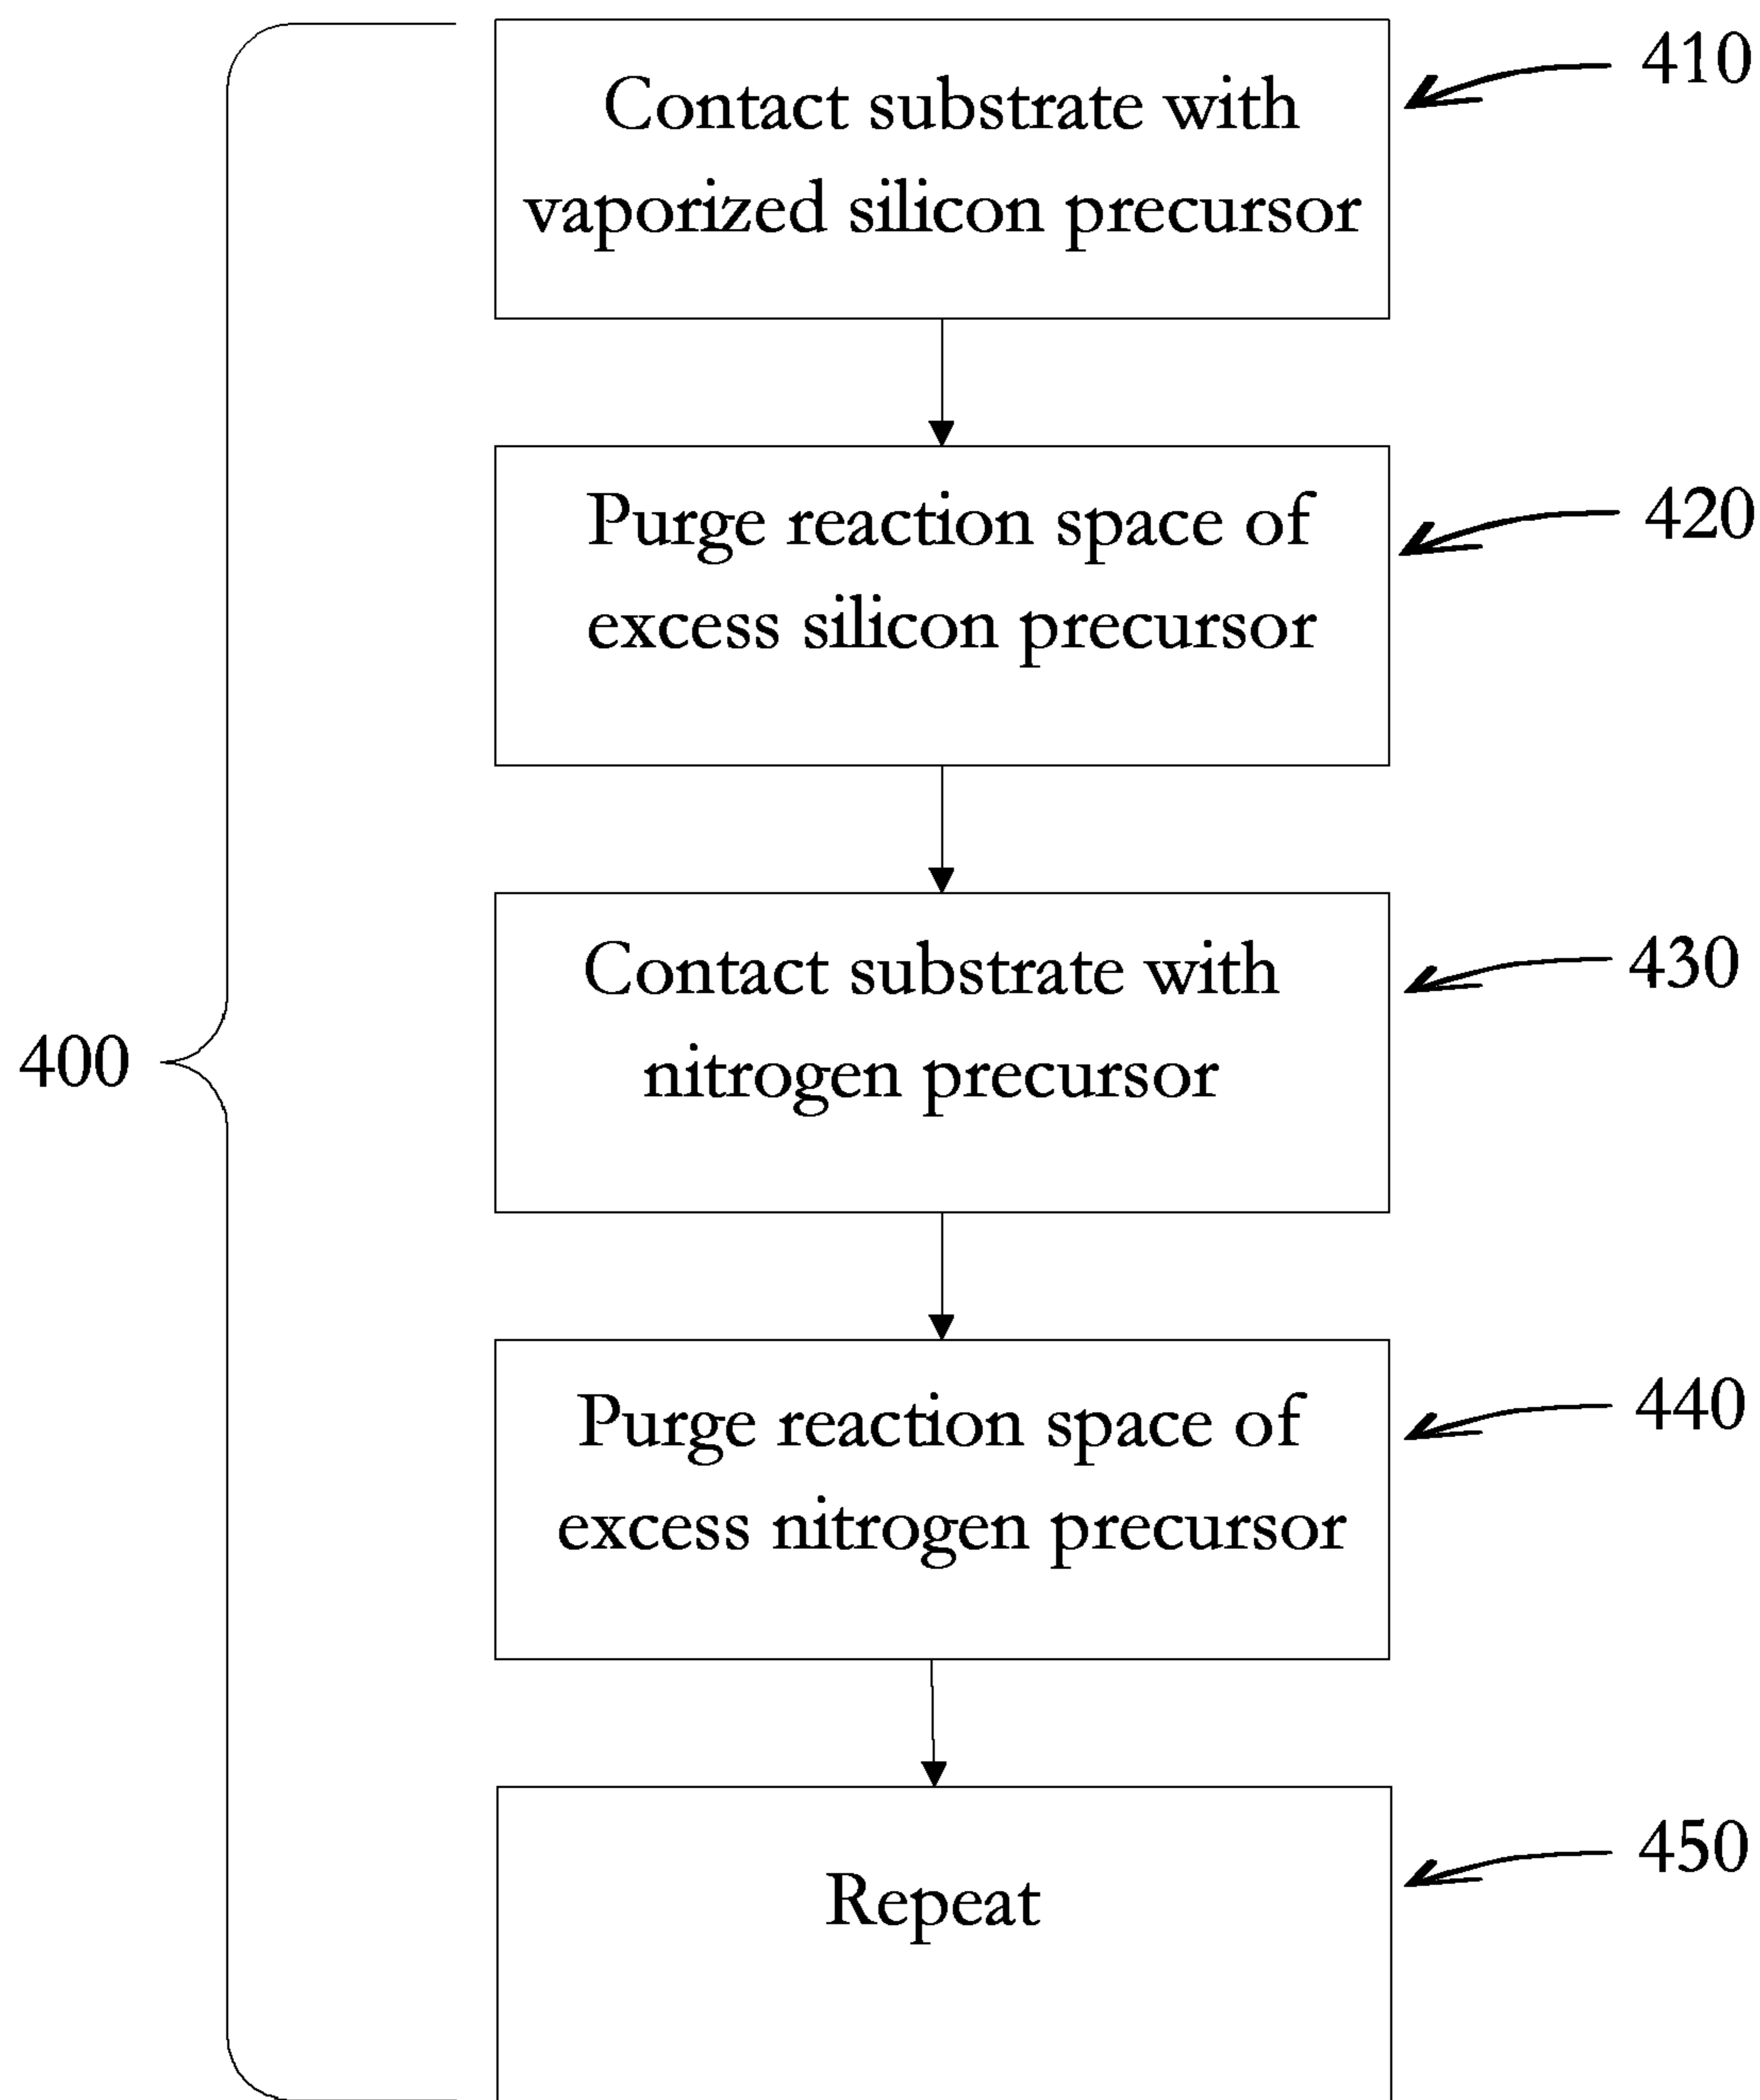 Contact substrate with
vaporized silicon precursor
410
Purge reaction space of
excess silicon precursor
420
Contact substrate with
nitrogen precursor
430
400
Purge reaction space of
excess nitrogen precursor
440
Repeat
450